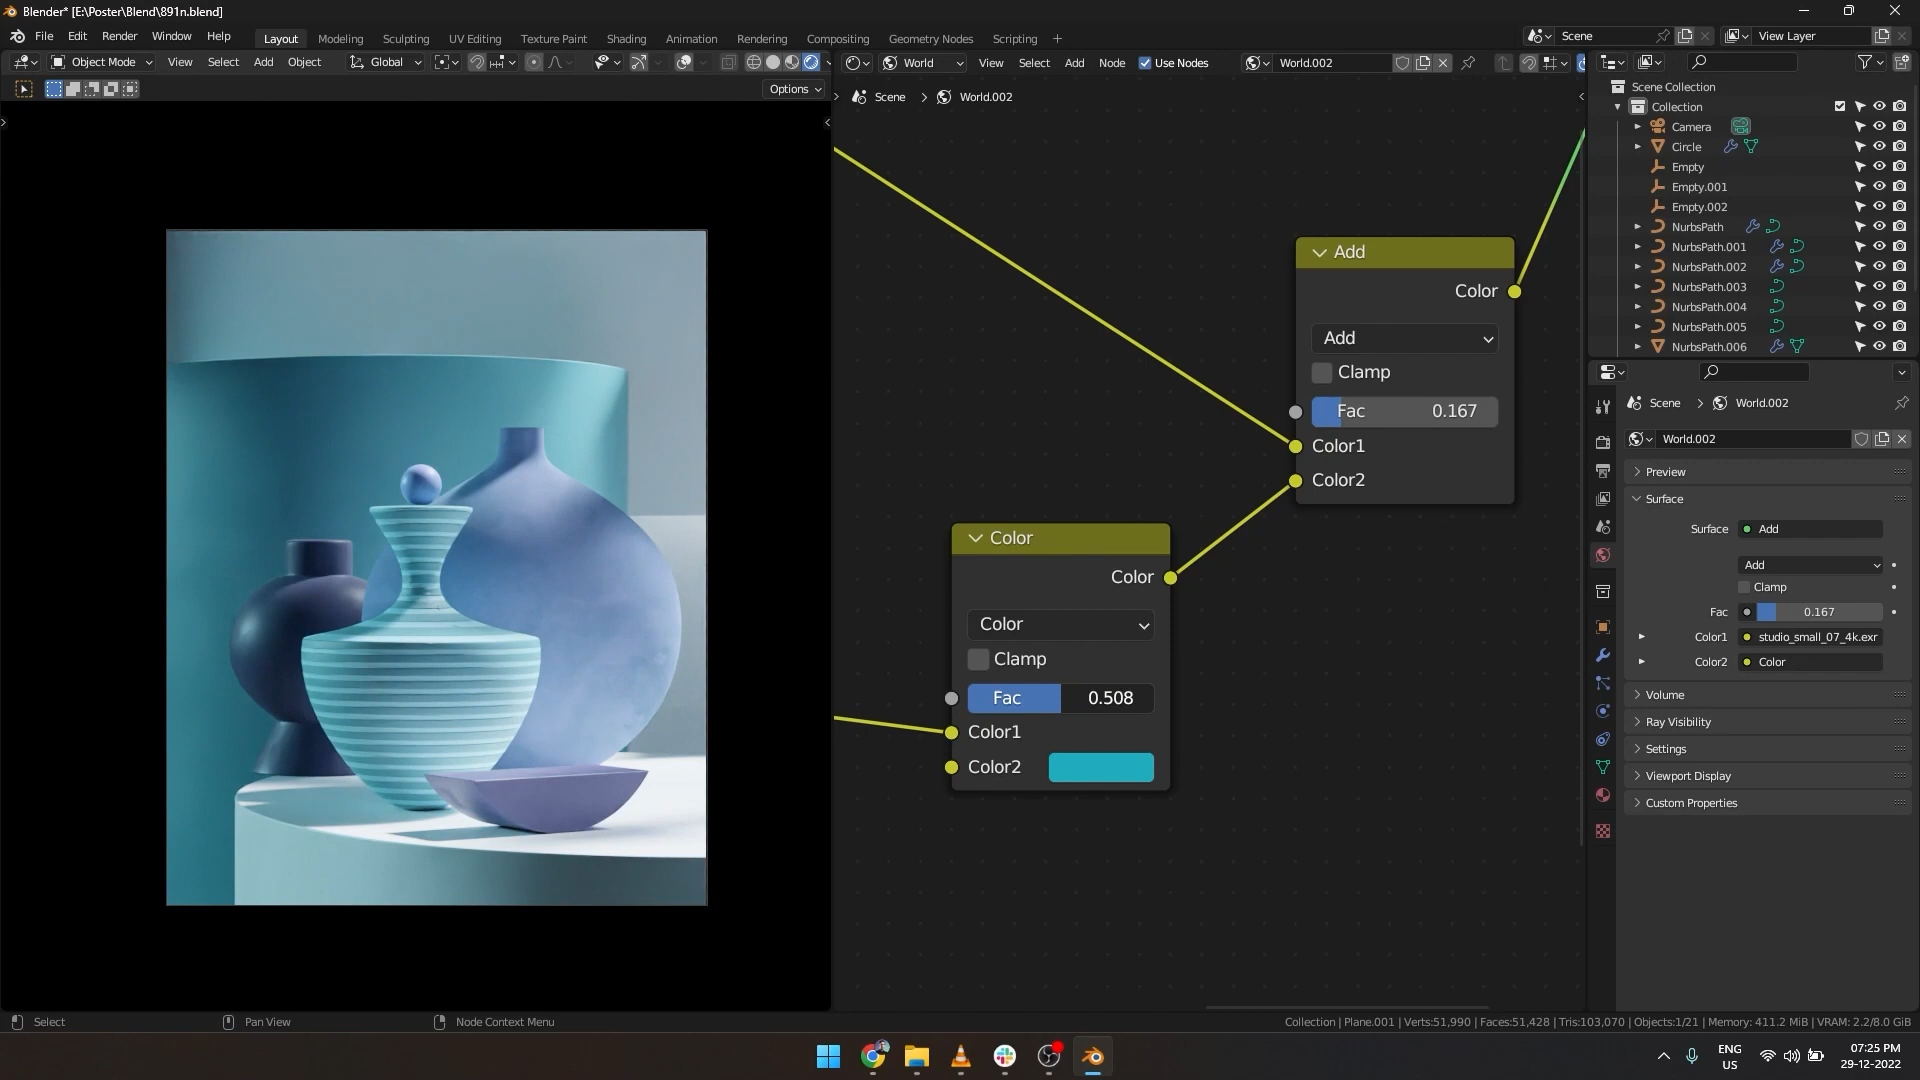 Blender* [E:\Poster\Blend\891n.blend]
File Edit Render Window Help Layout Modeling Sculpting UV Editing Texture Paint Shading Animation Rendering Compositing Geometry Nodes Scripting + Scene View Layer
Object Mode View Select Add Object Global World View Select Add Node Use Nodes World.002
Options
Scene > World.002
Scene Collection
Collection
Camera
Circle
Empty
Empty.001
Empty.002
NurbsPath
NurbsPath.001
NurbsPath.002
NurbsPath.003
NurbsPath.004
NurbsPath.005
NurbsPath.006
Add
Color
Add
Clamp
Fac 0.167
Color1
Color2
Color
Color
Color
Clamp
Fac 0.508
Color1
Color2
Scene > World.002
World.002
Preview
Surface
Surface Add
Add
Clamp
Fac 0.167
Color1 studio_small_07_4k.exr
Color2 Color
Volume
Ray Visibility
Settings
Viewport Display
Custom Properties
Select Pan View Node Context Menu Collection | Plane.001 | Verts:51,990 | Faces:51,428 | Tris:103,070 | Objects:1/21 | Memory: 411.2 MiB | VRAM: 2.2/8.0 GiB
ENG
US
07:25 PM
29-12-2022